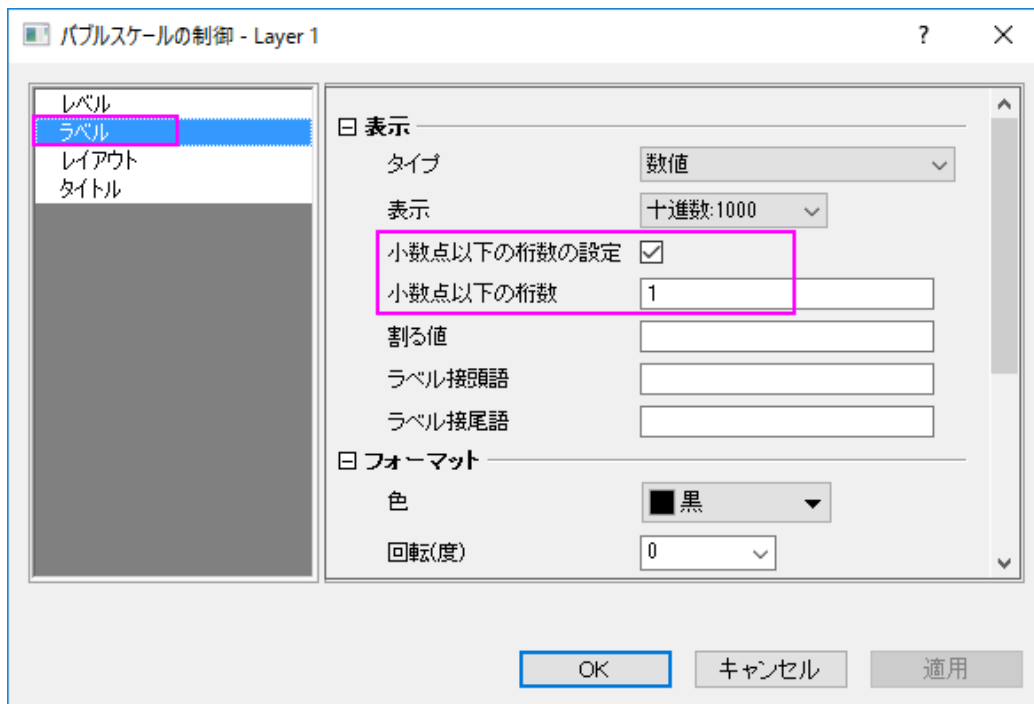 バブルスケールの制御 - Layer 1 ?
レベル
ラベル
レイアウト
タイトル
表示
タイプ 数値
表示 十進数:1000
小数点以下の桁数の設定
小数点以下の桁数 1
割る値
ラベル接頭語
ラベル接尾語
フォーマット
色 黒
回転(度) 0
OK キャンセル 適用